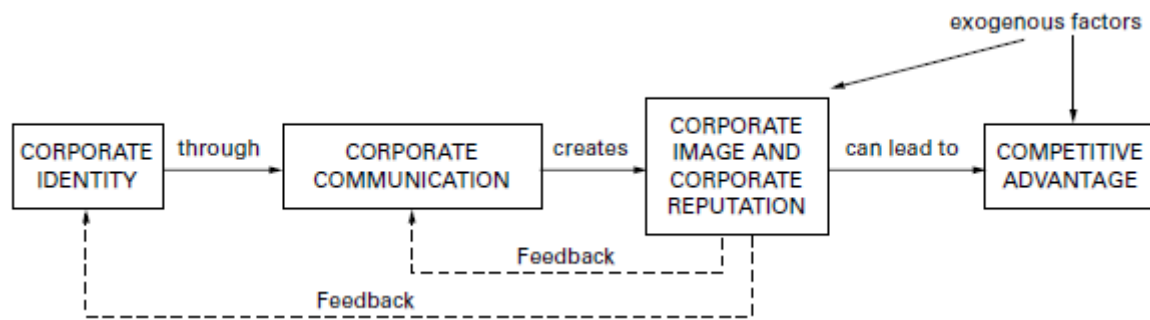 exogenous factors
CORPORATE
IDENTITY
through
CORPORATE
COMMUNICATION
creates
CORPORATE
IMAGE AND
CORPORATE
REPUTATION
can lead to
COMPETITIVE
ADVANTAGE
Feedback
Feedback